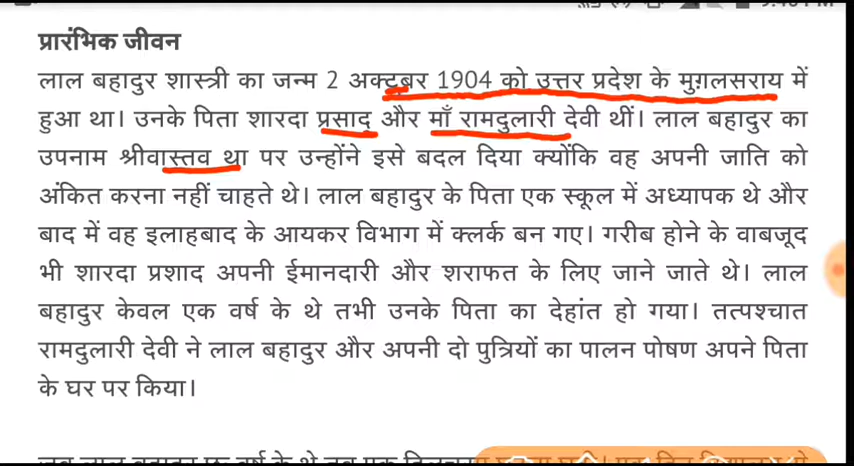 प्रारंभिक जीवन
लाल बहादुर शास्त्री का जन्म 2 अक्टूबर 1904 को उत्तर प्रदेश के मुग़लसराय में
हुआ था। उनके पिता शारदा प्रसाद और माँ रामदुलारी देवी थीं। लाल बहादुर का
उपनाम श्रीवास्तव था पर उन्होंने इसे बदल दिया क्योंकि वह अपनी जाति को
अंकित करना नहीं चाहते थे। लाल बहादुर के पिता एक स्कूल में अध्यापक थे और
बाद में वह इलाहबाद के आयकर विभाग में क्लर्क बन गए। गरीब होने के वाबजूद
भी शारदा प्रशाद अपनी ईमानदारी और शराफत के लिए जाने जाते थे। लाल
बहादुर केवल एक वर्ष के थे तभी उनके पिता का देहांत हो गया। तत्पश्चात
रामदुलारी देवी ने लाल बहादुर और अपनी दो पुत्रियों का पालन पोषण अपने पिता
के घर पर किया।